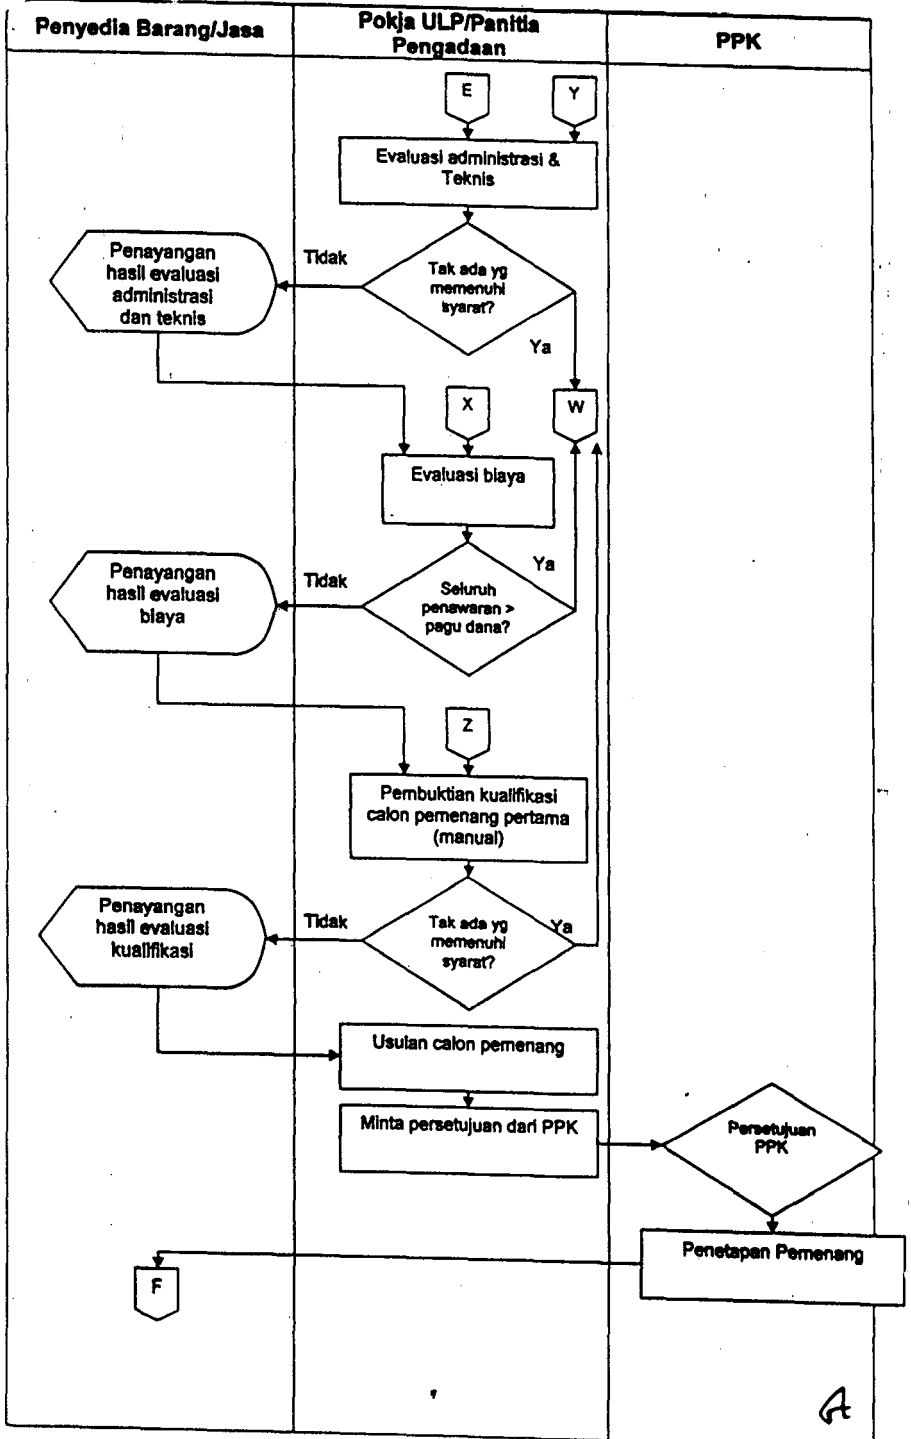 Penyedia Barang/Jasa
Pokja ULP/Panitia
Pengadaan
PPK
E
Y
Evaluasi administrasi &
Teknis
Penayangan
hasil evaluasi
administrasi
dan teknis
Tidak
Tak ada yg
memenuhi
syarat?
Ya
X
W
Evaluasi biaya
Penayangan
hasil evaluasi
biaya
Tidak
Seluruh
penawaran >
pagu dana?
Ya
Z
Pembuktian kualifikasi
calon pemenang pertama
(manual)
Penayangan
hasil evaluasi
kualifikasi
Tidak
Tak ada yg
memenuhi
syarat?
Ya
Usulan calon pemenang
Minta persetujuan dari PPK
Persetujuan
PPK
Penetapan Pemenang
F